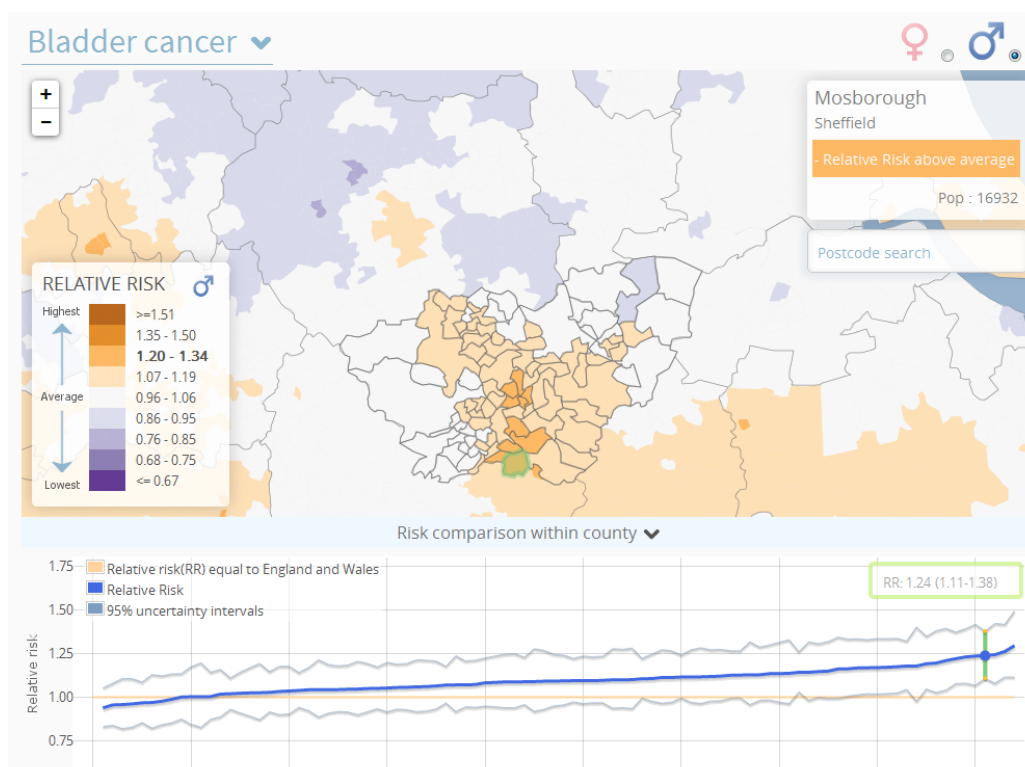 Bladder cancer
+
-
Mosborough
Sheffield
- Relative Risk above average
Pop : 16932
Postcode search
RELATIVE RISK
Highest
Average
Lowest
>=1.51
1.35 - 1.50
1.20 - 1.34
1.07 - 1.19
0.96 - 1.06
0.86 - 0.95
0.76 - 0.85
0.68 - 0.75
<= 0.67
Risk comparison within county
Relative risk
1.75
1.50
1.25
1.00
0.75
Relative risk(RR) equal to England and Wales
Relative Risk
95% uncertainty intervals
RR: 1.24 (1.11-1.38)